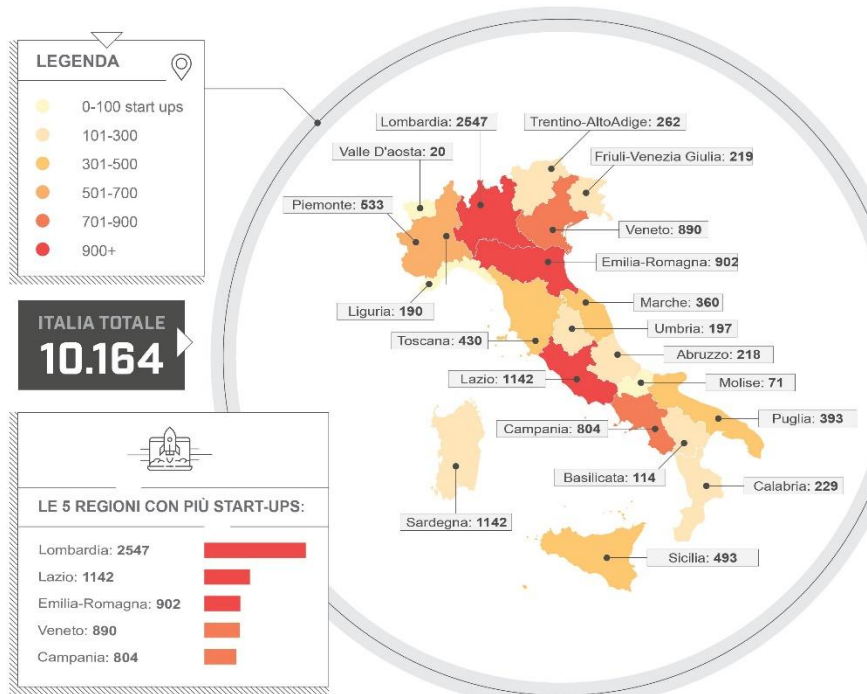 LEGENDA
0-100 start ups
101-300
301-500
501-700
701-900
900+
ITALIA TOTALE
10.164
LE 5 REGIONI CON PIÙ START-UPS:
Lombardia: 2547
Lazio: 1142
Emilia-Romagna: 902
Veneto: 890
Campania: 804
Lombardia: 2547
Trentino-AltoAdige: 262
Valle D'aosta: 20
Friuli-Venezia Giulia: 219
Piemonte: 533
Veneto: 890
Emilia-Romagna: 902
Liguria: 190
Marche: 360
Toscana: 430
Umbria: 197
Abruzzo: 218
Lazio: 1142
Molise: 71
Campania: 804
Puglia: 393
Basilicata: 114
Calabria: 229
Sardegna: 1142
Sicilia: 493